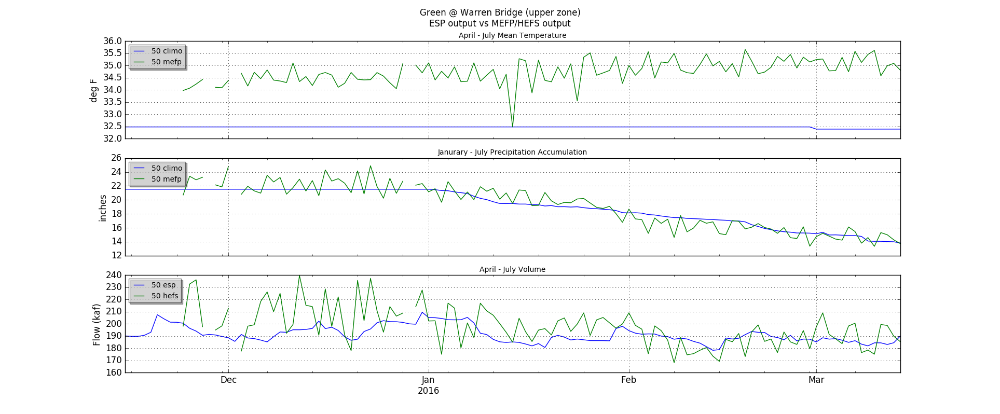 Green @ Warren Bridge (upper zone)
ESP output vs MEFP/HEFS output
April - July Mean Temperature
36.0
35.5
35.0
34.5
34.0
33.5
33.0
32.5
32.0
deg F
50 climo
50 mefp
Janurary - July Precipitation Accumulation
26
24
22
20
18
16
14
12
inches
50 climo
50 mefp
April - July Volume
240
230
220
210
200
190
180
170
160
Flow (kaf)
50 esp
50 hefs
Dec
Jan
2016
Feb
Mar